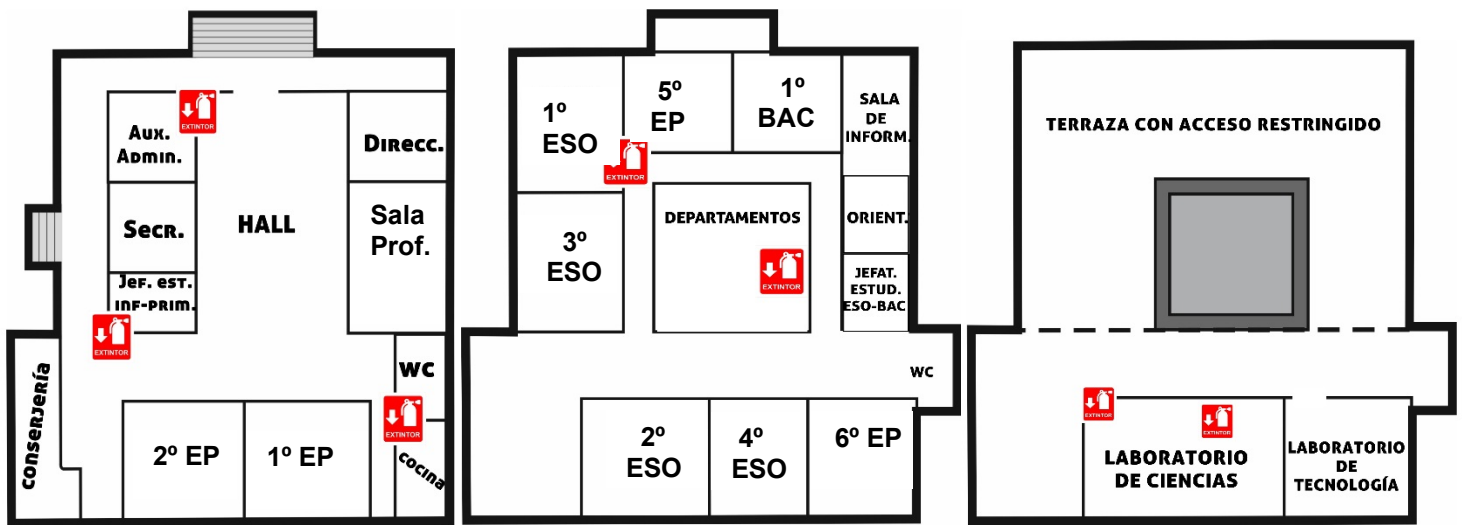 EXTINTOR
Aux.
Admin.
Direcc.
Secr.
HALL
Sala
Prof.
Jef. est.
inf-prim.
EXTINTOR
WC
EXTINTOR
conserjería
2º EP
1º EP
cocina
1º
ESO
5º
EP
1º
BAC
SALA
DE
INFORM.
EXTINTOR
DEPARTAMENTOS
ORIENT.
3º
ESO
EXTINTOR
JEFAT.
ESTUD.
ESO-BAC
WC
2º
ESO
4º
ESO
6º EP
TERRAZA CON ACCESO RESTRINGIDO
EXTINTOR
EXTINTOR
LABORATORIO
DE CIENCIAS
LABORATORIO
DE
TECNOLOGÍA